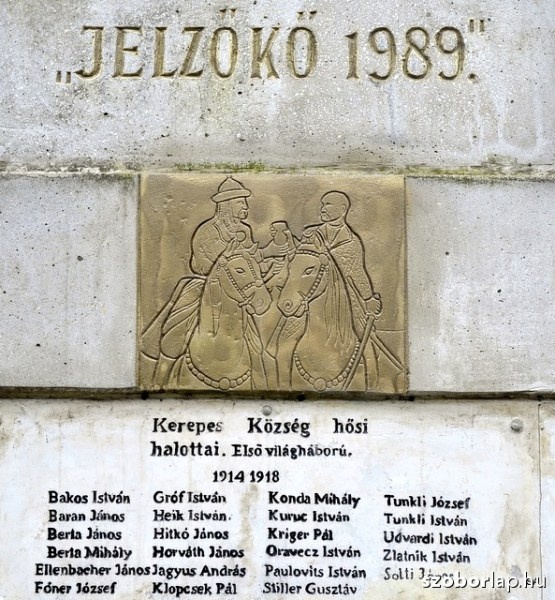 „JELZŐKŐ 1989."
Kerepes Község hősi
halottai. Első világháború.
1914 1918
Bakos István
Baran János
Berta János
Berta Mihály
Ellenbacher János
Fóner József
Gróf István
Heik István.
Hitkó János
Horváth János
Jagyus András
Klopcsek Pál
Konda Mihály
Kuruc István
Kriger Pál
Oravecz István
Paulovits István
Stiller Gusztáv
Tunkli József
Tunkli István
Udvardi István
Zlatnik István
Solti János
szoborlap.hu